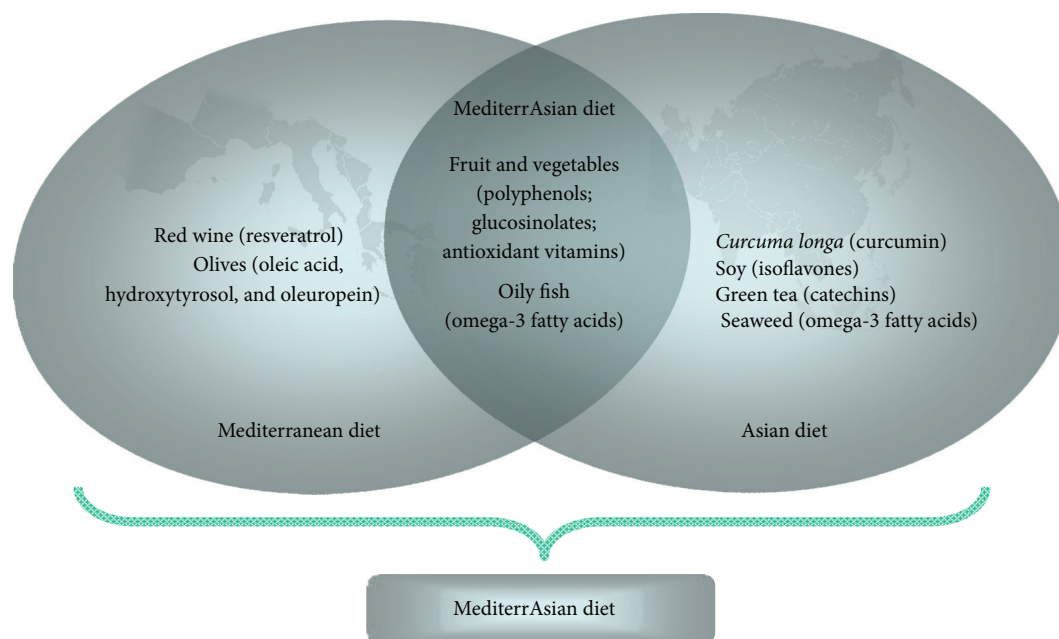 MediterrAsian diet
Fruit and vegetables
(polyphenols;
glucosinolates;
antioxidant vitamins)
Oily fish
(omega-3 fatty acids)
Red wine (resveratrol)
Olives (oleic acid,
hydroxytyrosol, and oleuropein)
Curcuma longa (curcumin)
Soy (isoflavones)
Green tea (catechins)
Seaweed (omega-3 fatty acids)
Mediterranean diet
Asian diet
MediterrAsian diet